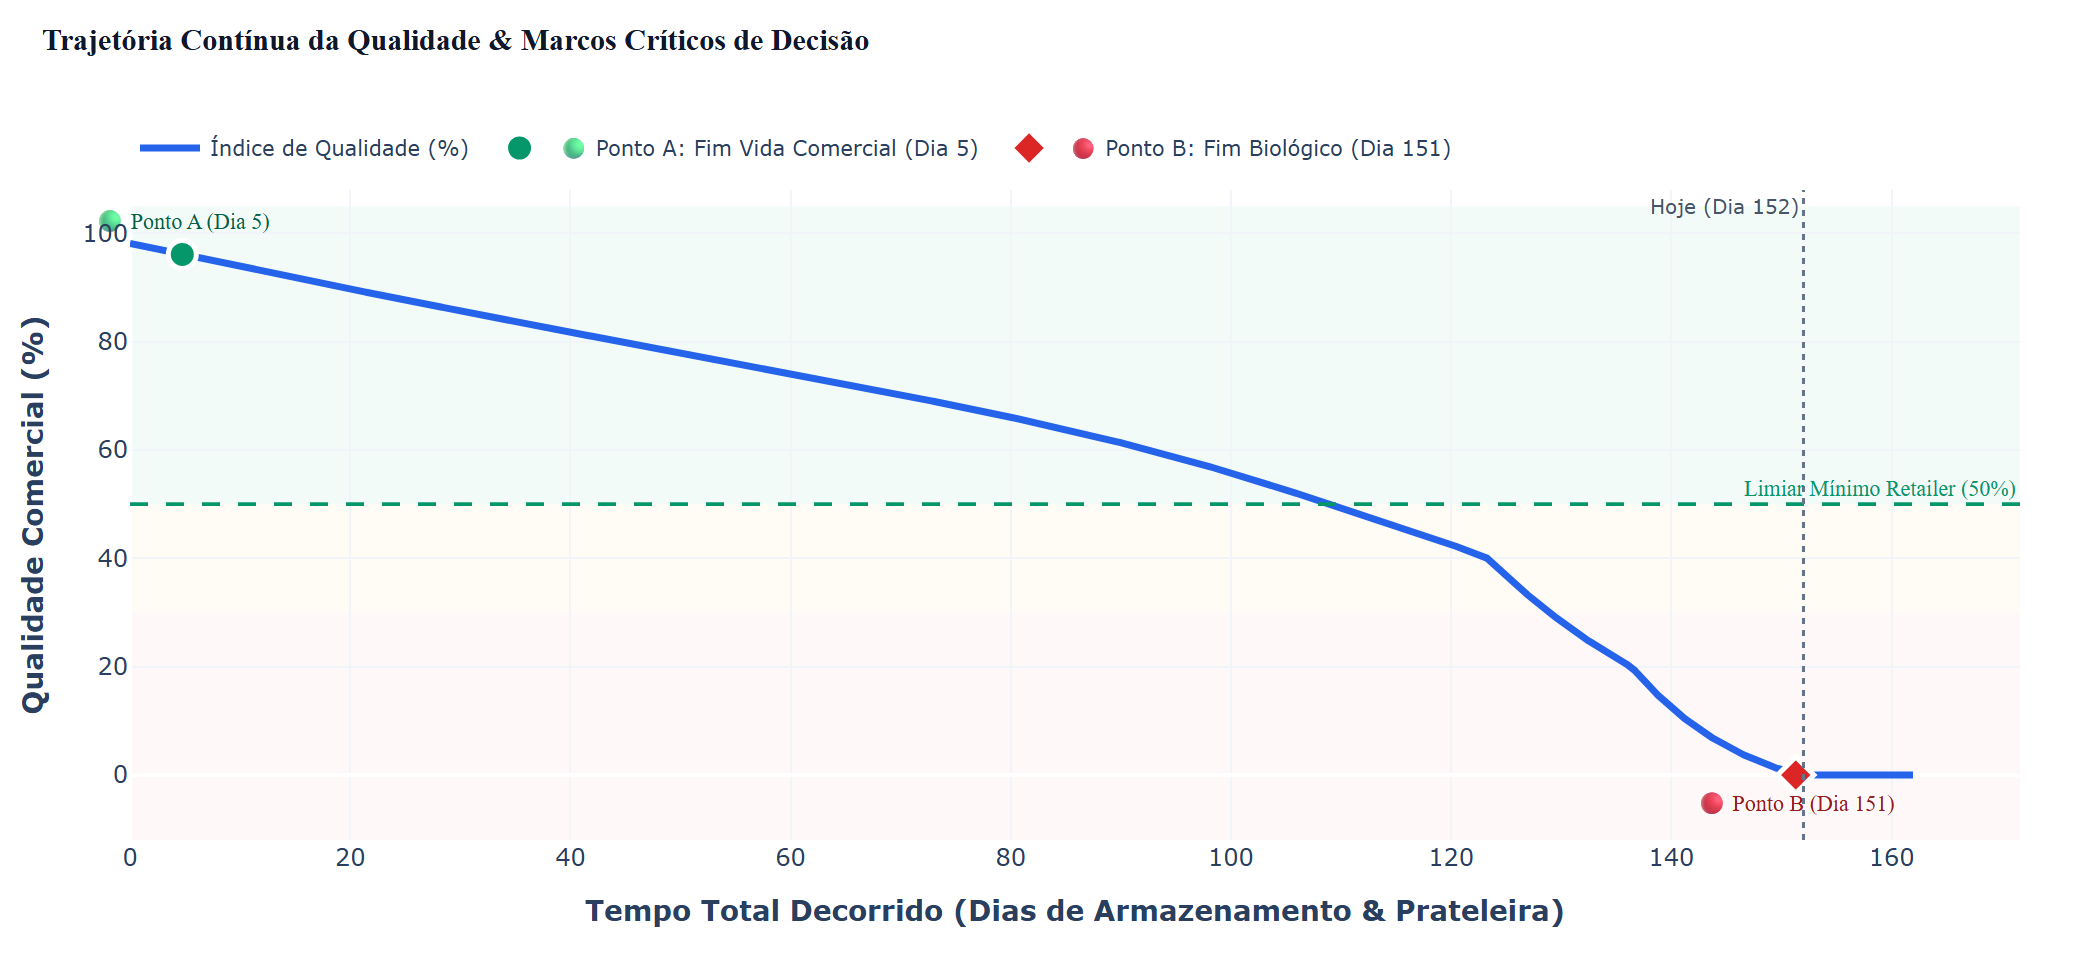 Trajetória Contínua da Qualidade & Marcos Críticos de Decisão
Índice de Qualidade (%)
Ponto A: Fim Vida Comercial (Dia 5)
Ponto B: Fim Biológico (Dia 151)
Ponto A (Dia 5)
Hoje (Dia 152)
Limiar Mínimo Retailer (50%)
Ponto B (Dia 151)
Qualidade Comercial (%)
100
80
60
40
20
0
0 20 40 60 80 100 120 140 160
Tempo Total Decorrido (Dias de Armazenamento & Prateleira)